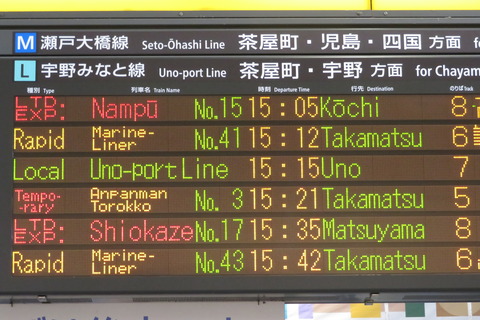 M 瀬戸大橋線 Seto-Ōhashi Line 茶屋町・児島・四国 方面 for
L 宇野みなと線 Uno-port Line 茶屋町・宇野 方面 for Chayam
種別 Type 列車名 Train Name 時刻 Departure Time 行先 Destination のりば Track
LTD. EXP. Nampū No.15 15:05 Kōchi 8
Rapid Marine-Liner No.41 15:12 Takamatsu 6
Local Uno-port Line 15:15 Uno 7
Tempo-rary Anpanman Torokko No. 3 15:21 Takamatsu 5
LTD. EXP. Shiokaze No.17 15:35 Matsuyama 8
Rapid Marine-Liner No.43 15:42 Takamatsu 6